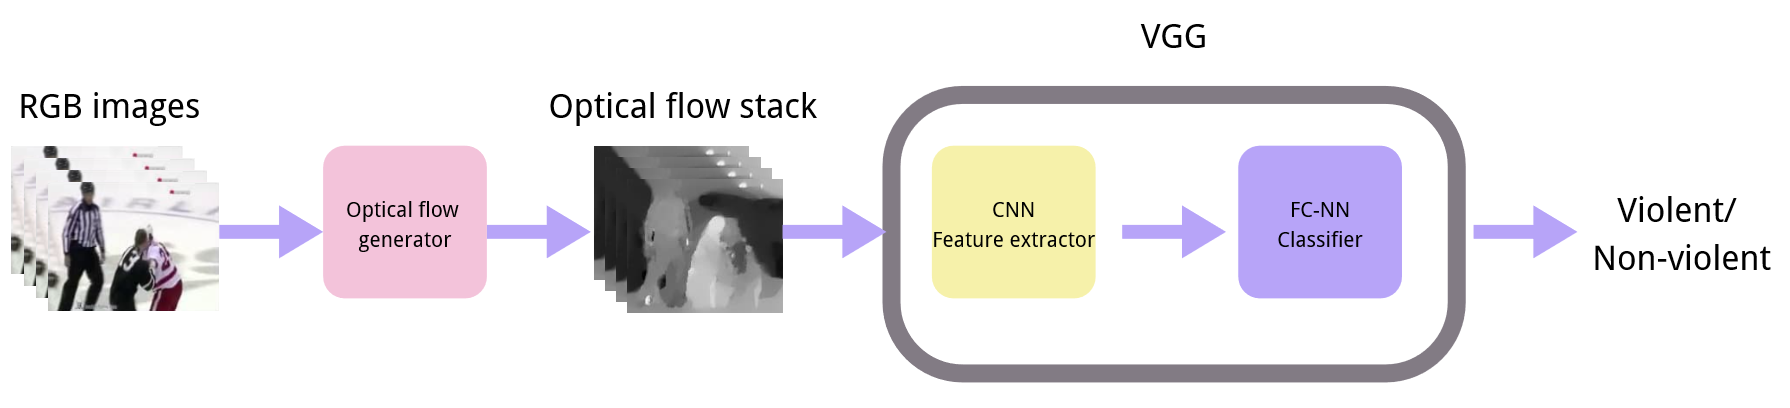 VGG
RGB images
Optical flow stack
Optical flow
generator
CNN
Feature extractor
FC-NN
Classifier
Violent/
Non-violent